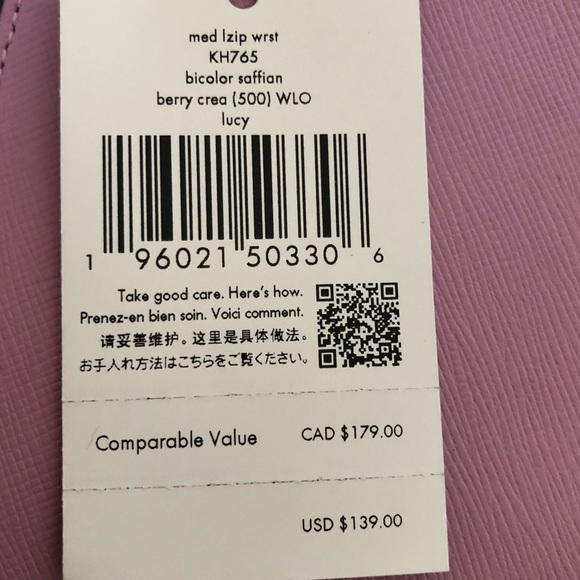 med lzip wrst
KH765
bicolor saffian
berry crea (500) WLO
lucy
1 96021 50330 6
Take good care. Here's how.
Prenez-en bien soin. Voici comment.
请妥善维护。这里是具体做法。
お手入れ方法はこちらをご覧ください。
Comparable Value CAD $179.00
USD $139.00